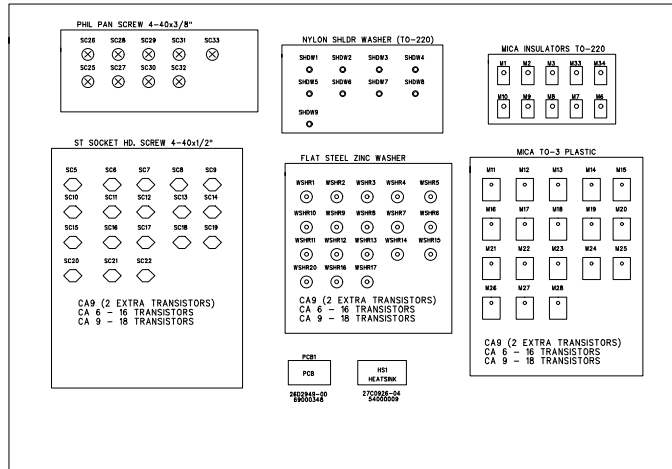 PHIL PAN SCREW 4-40x3/8"
SC26 SC28 SC29 SC31 SC33
SC25 SC27 SC30 SC32
NYLON SHLDR WASHER (TO-220)
SHDW1 SHDW2 SHDW3 SHDW4
SHDW5 SHDW6 SHDW7 SHDW8
SHDW9
MICA INSULATORS TO-220
M1 M2 M3 M33 M34
M10 M9 M8 M7 M6
ST SOCKET HD. SCREW 4-40x1/2"
SC5 SC6 SC7 SC8 SC9
SC10 SC11 SC12 SC13 SC14
SC15 SC16 SC17 SC18 SC19
SC20 SC21 SC22
CA9 (2 EXTRA TRANSISTORS)
CA 6 - 16 TRANSISTORS
CA 9 - 18 TRANSISTORS
FLAT STEEL ZINC WASHER
WSHR1 WSHR2 WSHR3 WSHR4 WSHR5
WSHR10 WSHR9 WSHR8 WSHR7 WSHR6
WSHR11 WSHR12 WSHR13 WSHR14 WSHR15
WSHR20 WSHR16 WSHR17
CA9 (2 EXTRA TRANSISTORS)
CA 6 - 16 TRANSISTORS
CA 9 - 18 TRANSISTORS
MICA TO-3 PLASTIC
M11 M12 M13 M14 M15
M16 M17 M18 M19 M20
M21 M22 M23 M24 M25
M26 M27 M28
CA9 (2 EXTRA TRANSISTORS)
CA 6 - 16 TRANSISTORS
CA 9 - 18 TRANSISTORS
PCB1
PCB
26D2949-00
69000348
HS1
HEATSINK
27C0926-04
54000009